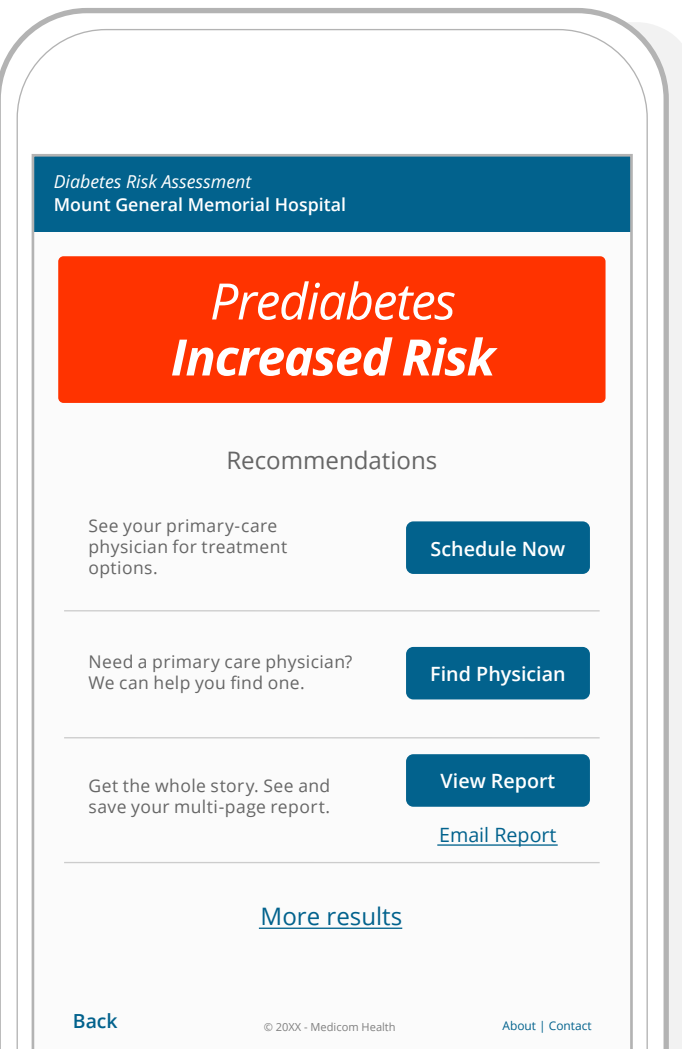 Diabetes Risk Assessment
Mount General Memorial Hospital
Prediabetes
Increased Risk
Recommendations
See your primary-care
physician for treatment
options.
Schedule Now
Need a primary care physician?
We can help you find one.
Find Physician
Get the whole story. See and
save your multi-page report.
View Report
Email Report
More results
Back
© 20XX - Medicom Health
About | Contact